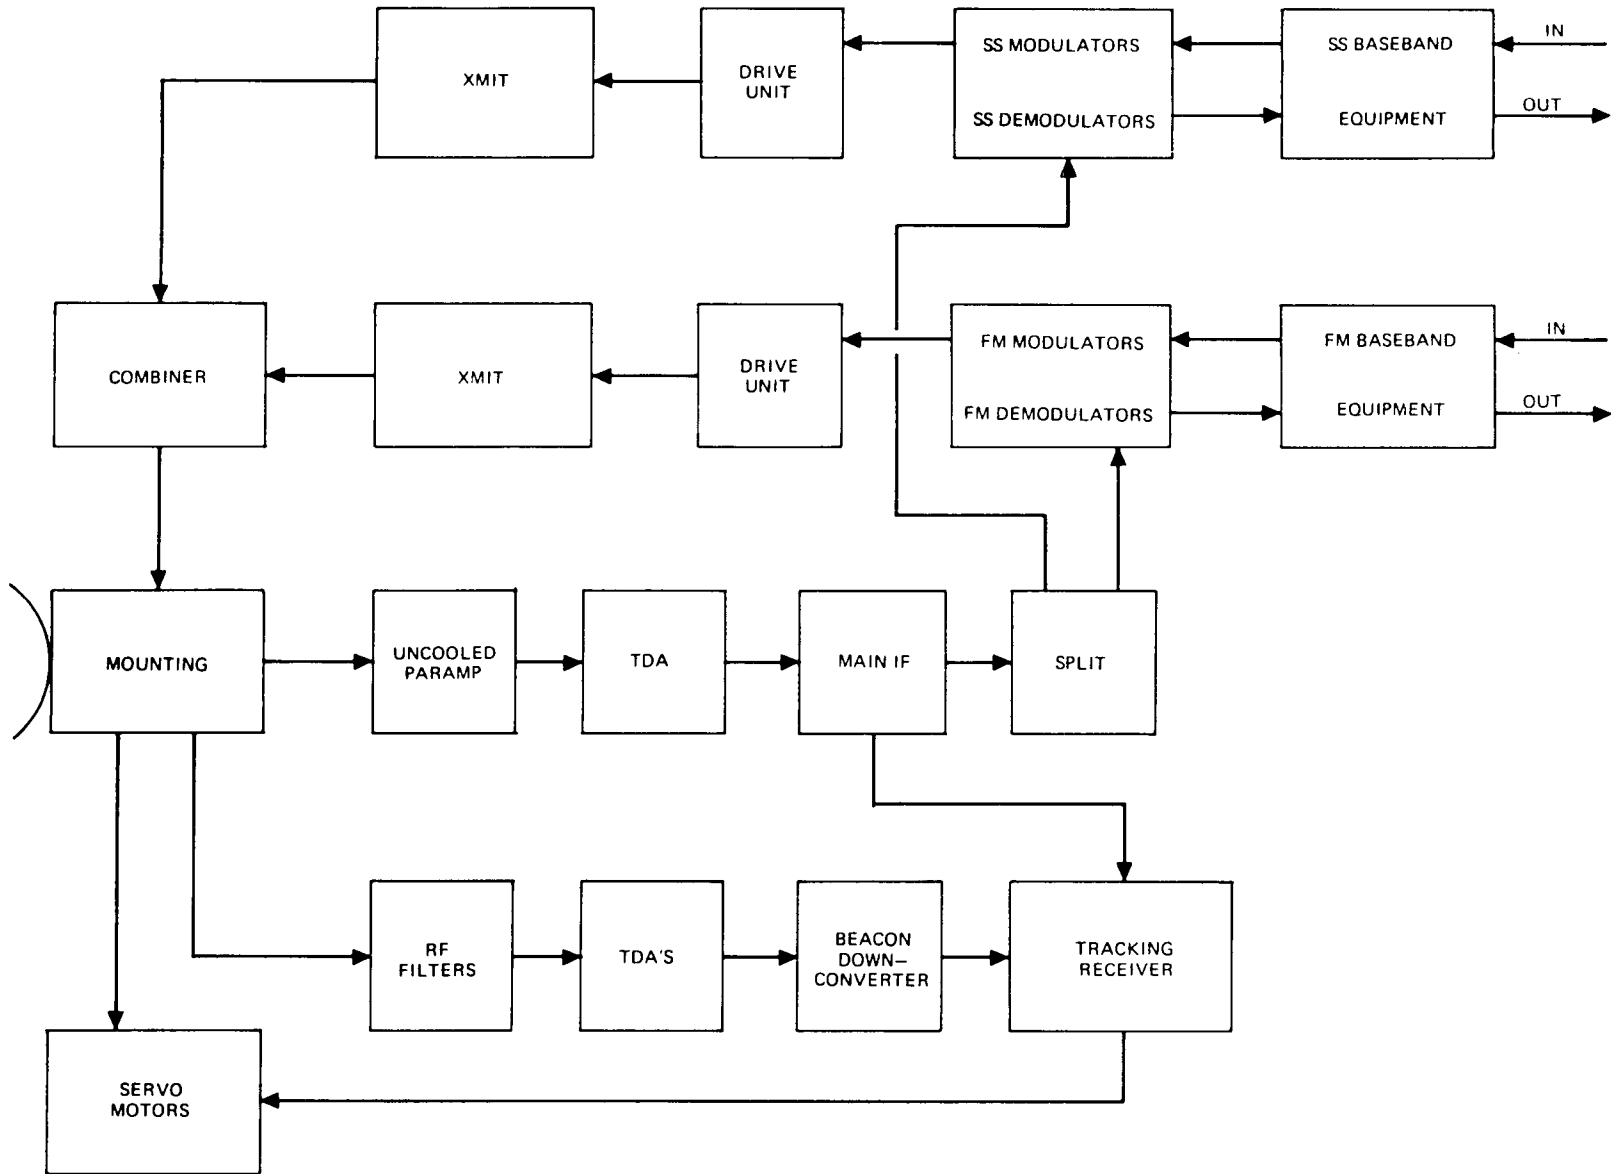 XMIT
DRIVE
UNIT
SS MODULATORS
SS DEMODULATORS
SS BASEBAND
EQUIPMENT
IN
OUT
COMBINER
XMIT
DRIVE
UNIT
FM MODULATORS
FM DEMODULATORS
FM BASEBAND
EQUIPMENT
IN
OUT
MOUNTING
UNCOOLED
PARAMP
TDA
MAIN IF
SPLIT
RF
FILTERS
TDA'S
BEACON
DOWN–
CONVERTER
TRACKING
RECEIVER
SERVO
MOTORS